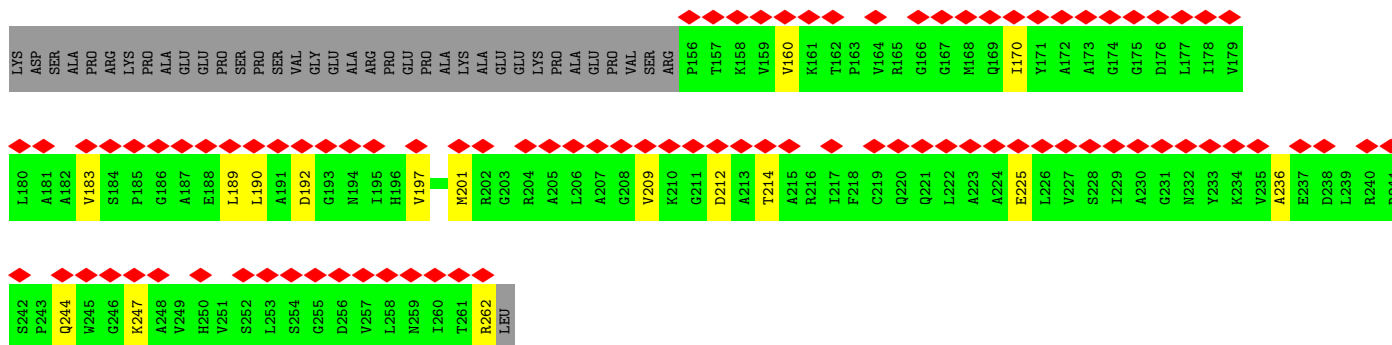 LYS ASP SER ALA PRO ARG LYS PRO ALA GLU GLU PRO SER PRO SER VAL GLY GLU ALA ARG PRO GLU PRO ALA LYS ALA GLU GLU LYS PRO ALA GLU PRO VAL SER ARG P156 T157 K158 V159 V160 K161 T162 P163 V164 R165 G166 G167 M168 Q169 I170 Y171 A172 A173 G174 G175 D176 L177 I178 V179
L180 A181 A182 V183 S184 P185 G186 A187 E188 L189 L190 A191 D192 G193 N194 I195 H196 V197 M201 R202 G203 R204 A205 L206 A207 G208 V209 K210 G211 D212 A213 T214 A215 R216 I217 F218 C219 Q220 Q221 L222 A223 A224 E225 L226 V227 S228 I229 A230 G231 N232 Y233 K234 V235 A236 E237 D238 L239 R240
S242 P243 Q244 W245 G246 K247 A248 V249 H250 V251 S252 L253 S254 G255 D256 V257 L258 N259 I260 T261 R262 LEU